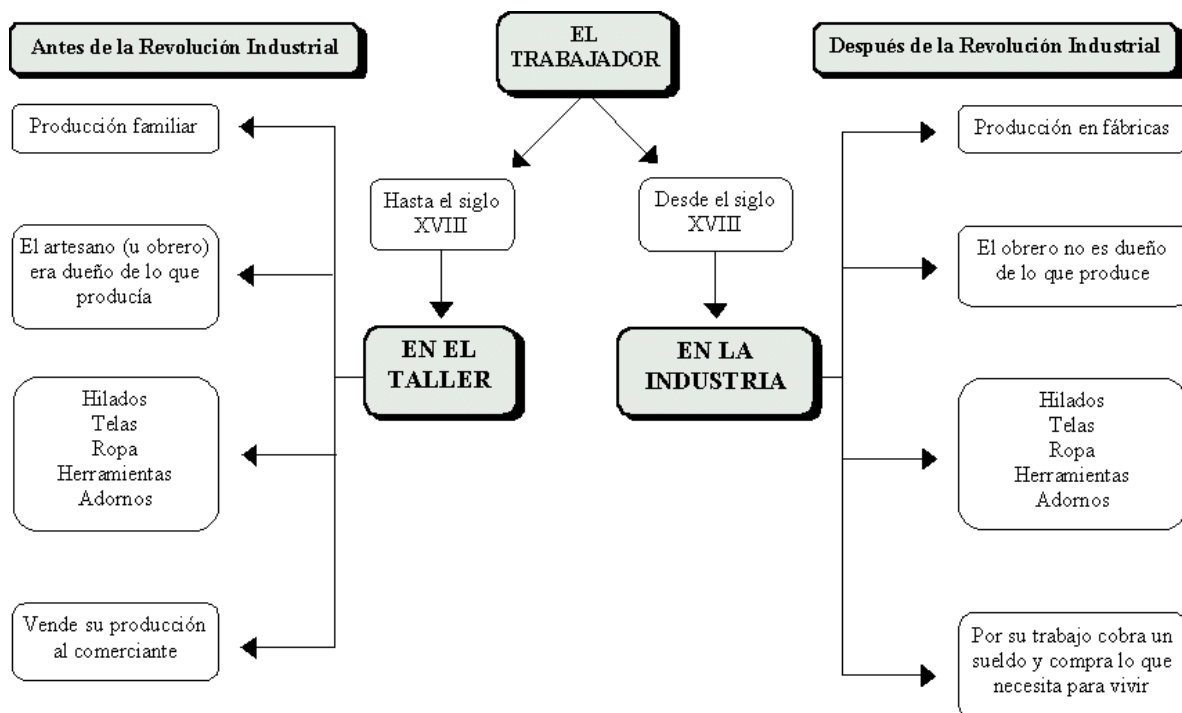 Antes de la Revolución Industrial
EL
TRABAJADOR
Después de la Revolución Industrial
Producción familiar
Producción en fábricas
Hasta el siglo
XVIII
Desde el siglo
XVIII
El artesano (u obrero)
era dueño de lo que
producía
El obrero no es dueño
de lo que produce
EN EL
TALLER
EN LA
INDUSTRIA
Hilados
Telas
Ropa
Herramientas
Adornos
Hilados
Telas
Ropa
Herramientas
Adornos
Vende su producción
al comerciante
Por su trabajo cobra un
sueldo y compra lo que
necesita para vivir